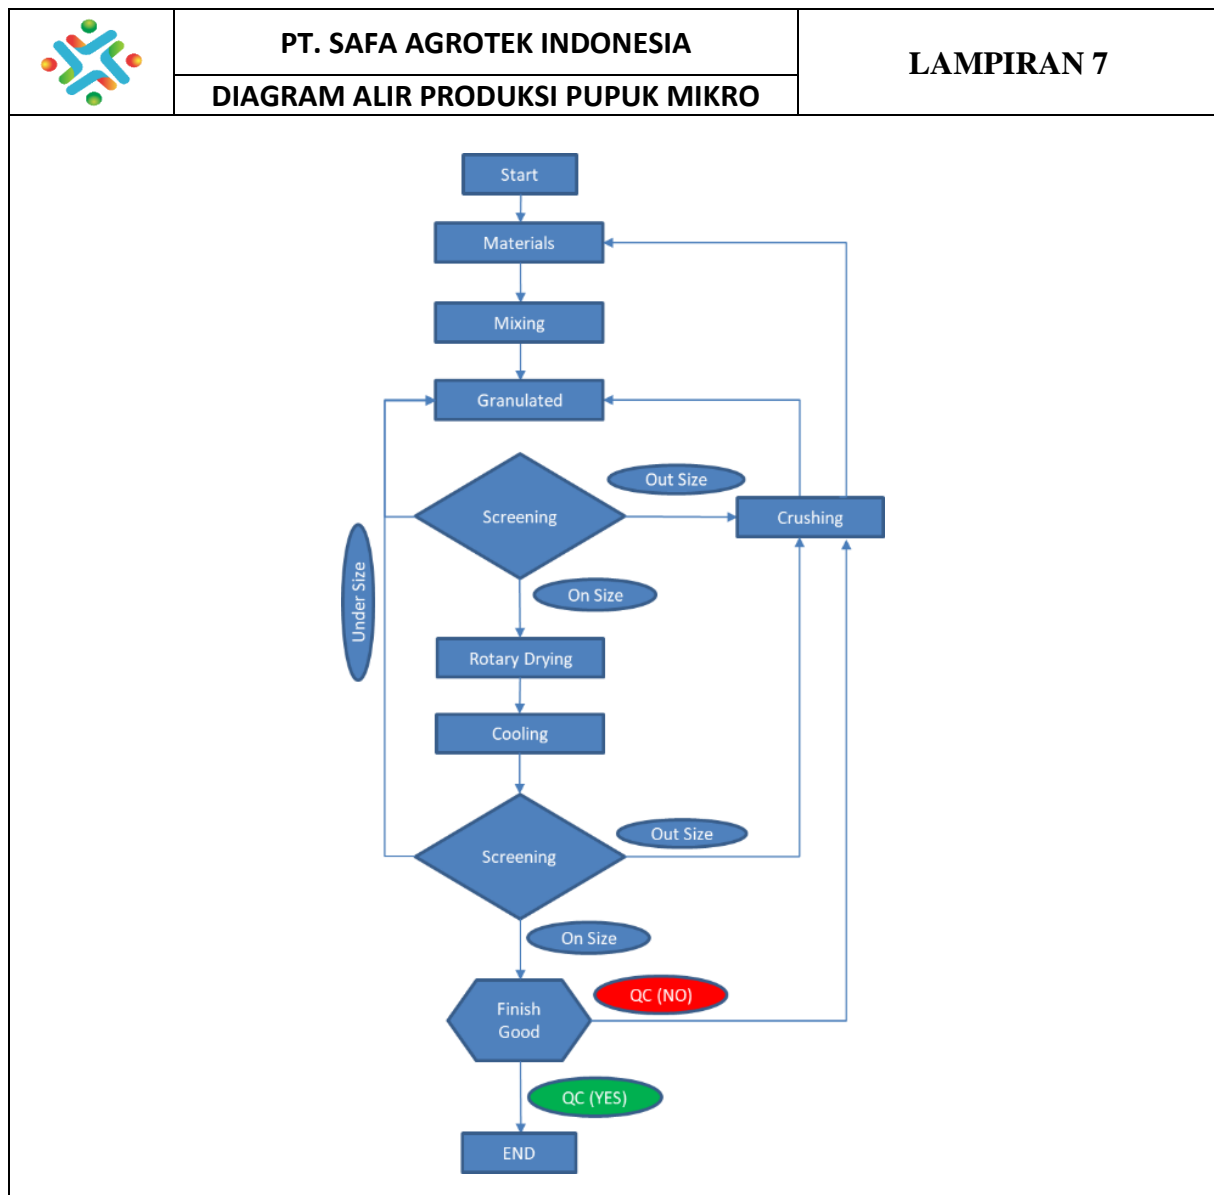 PT. SAFA AGROTEK INDONESIA
LAMPIRAN 7
DIAGRAM ALIR PRODUKSI PUPUK MIKRO
Start
Materials
Mixing
Granulated
Out Size
Screening
Crushing
Under Size
On Size
Rotary Drying
Cooling
Out Size
Screening
On Size
QC (NO)
Finish
Good
QC (YES)
END